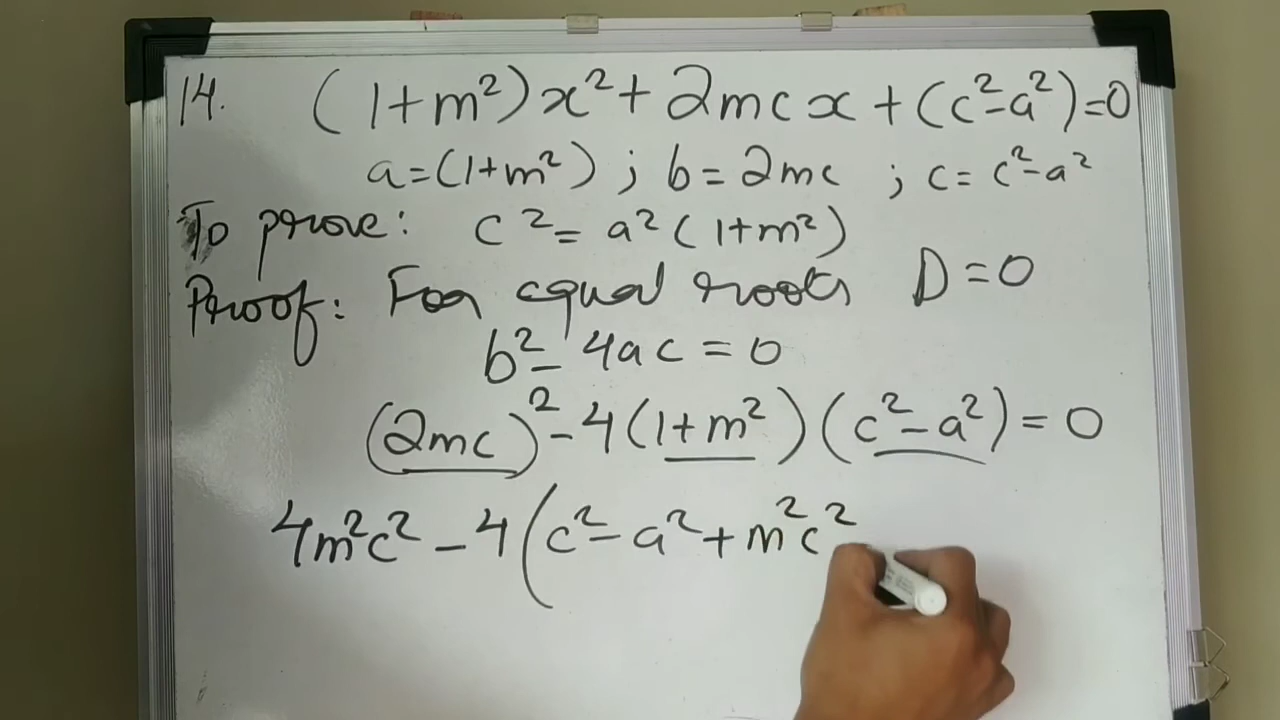 14. (1+m²)x²+2mcx+(c²-a²)=0
a=(1+m²) ; b=2mc ; c= c²-a²
To prove: c²= a²(1+m²)
Proof: For equal roots D=0
b²-4ac=0
(2mc)²-4(1+m²)(c²-a²)=0
4m²c²-4(c²-a²+m²c²